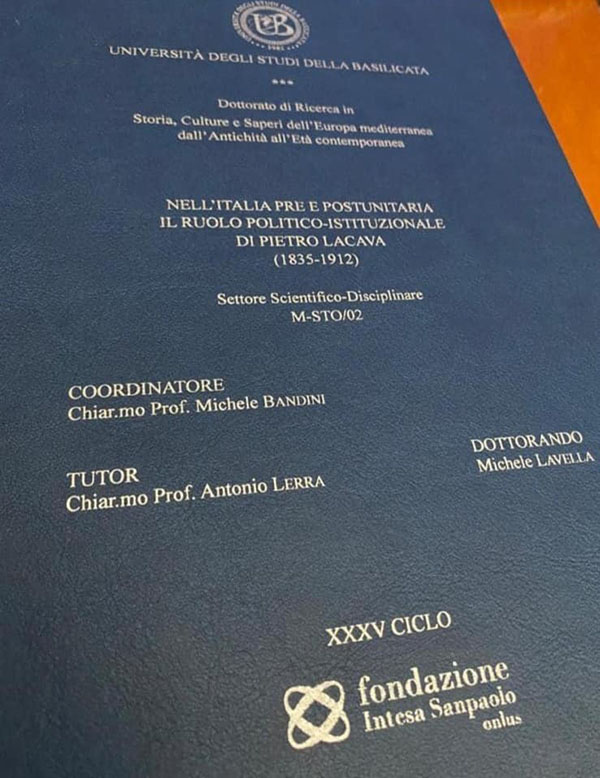 UNIVERSITÀ DEGLI STUDI DELLA BASILICATA
***
Dottorato di Ricerca in
Storia, Culture e Saperi dell'Europa mediterranea
dall'Antichità all'Età contemporanea
NELL'ITALIA PRE E POSTUNITARIA
IL RUOLO POLITICO-ISTITUZIONALE
DI PIETRO LACAVA
(1835-1912)
Settore Scientifico-Disciplinare
M-STO/02
COORDINATORE
Chiar.mo Prof. Michele BANDINI
TUTOR
Chiar.mo Prof. Antonio LERRA
DOTTORANDO
Michele LAVELLA
XXXV CICLO
fondazione
Intesa Sanpaolo
onlus